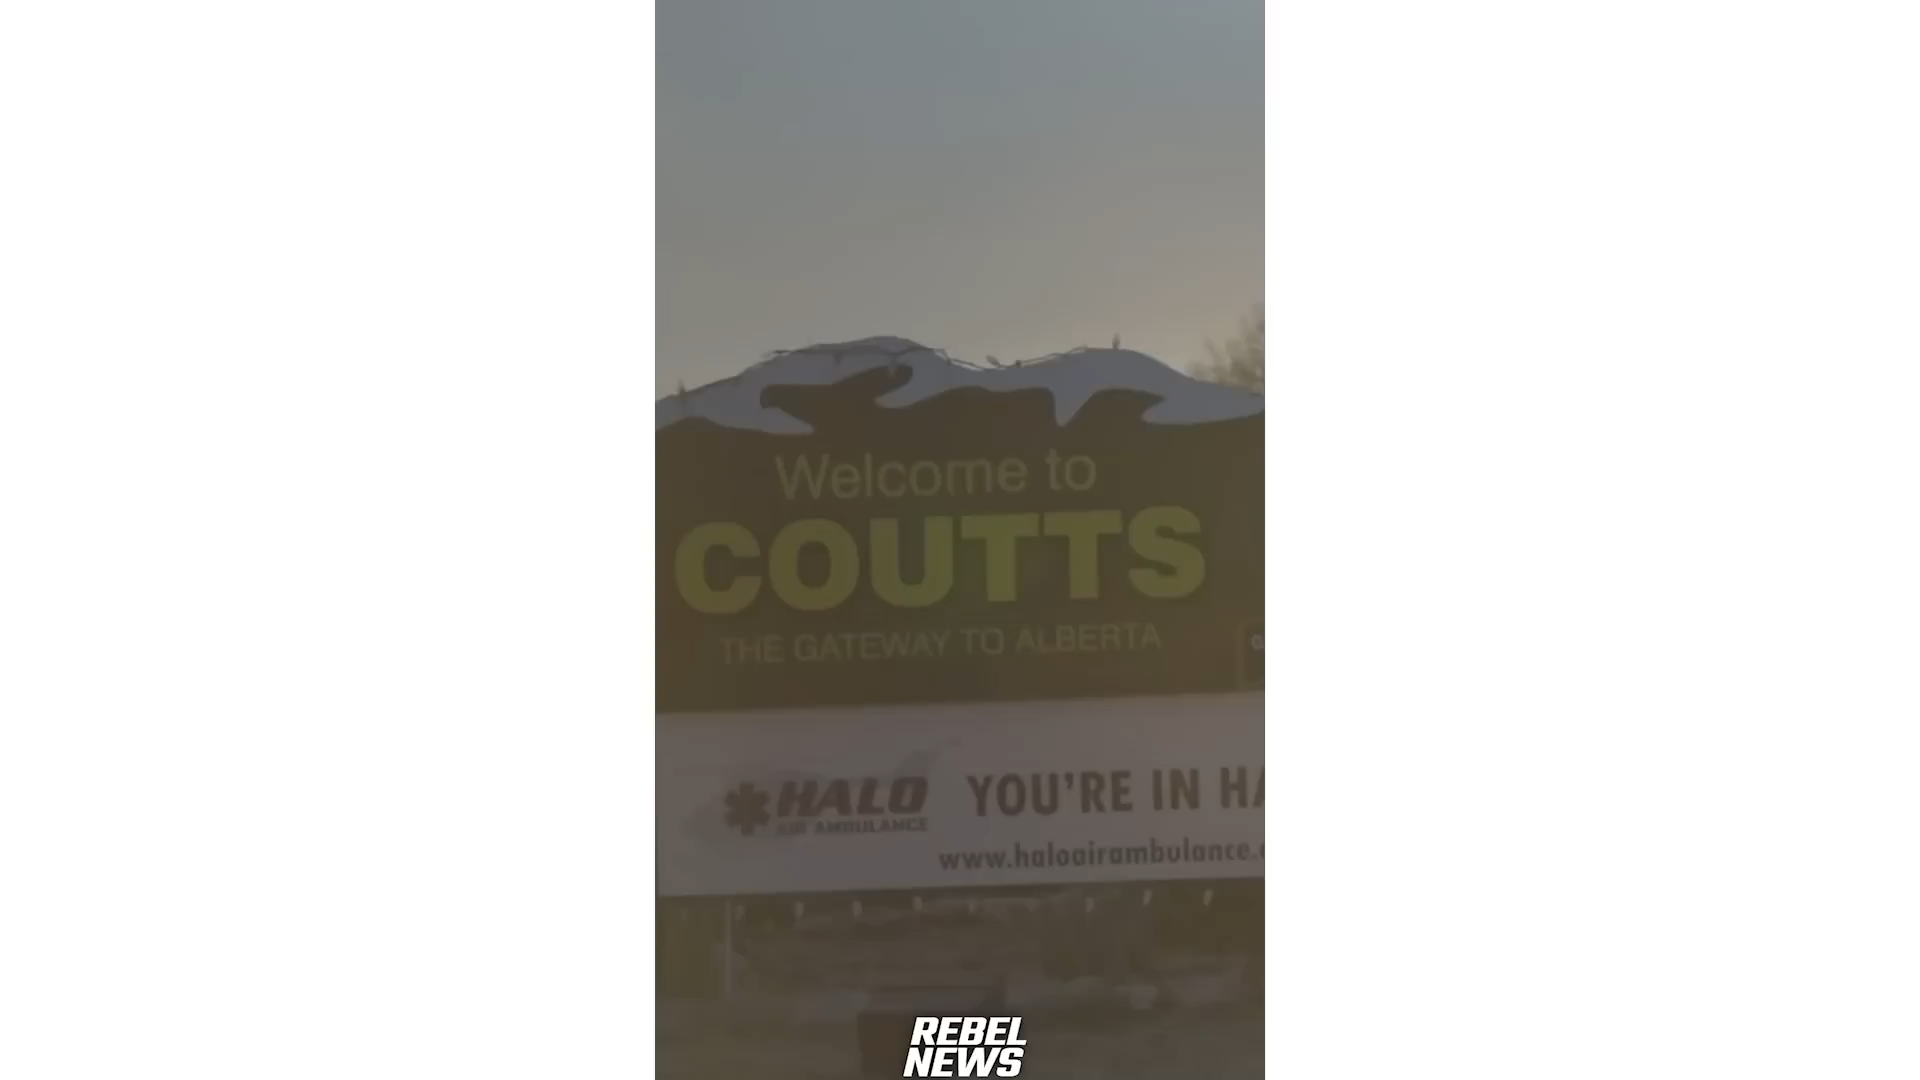 Welcome to
COUTTS
THE GATEWAY TO ALBERTA
HALO
AIR AMBULANCE
YOU'RE IN HA
www.haloairambulance.
REBEL
NEWS